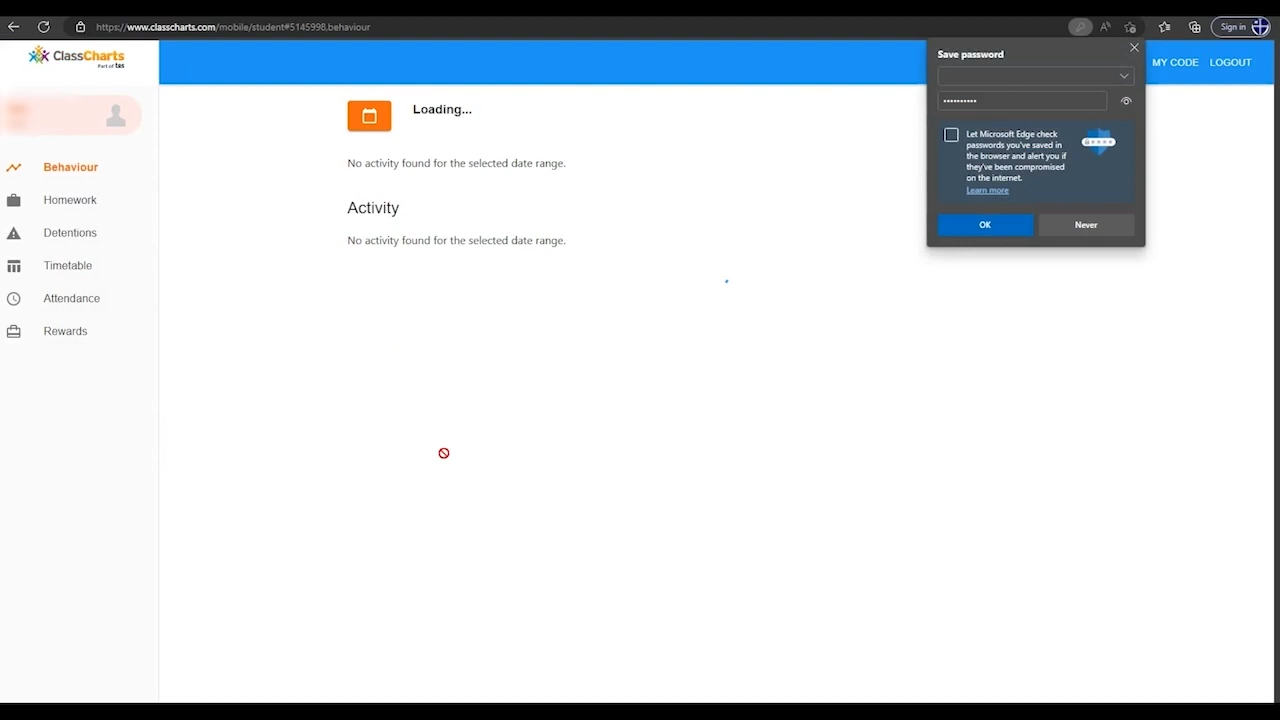 https://www.classcharts.com/mobile/student#5145998.behaviour
Sign in
ClassCharts
Part of tes
Save password
MY CODE LOGOUT
••••••••••
Let Microsoft Edge check
passwords you've saved in
the browser and alert you if
they've been compromised
on the internet.
Learn more
OK Never
Loading...
No activity found for the selected date range.
Activity
No activity found for the selected date range.
Behaviour
Homework
Detentions
Timetable
Attendance
Rewards